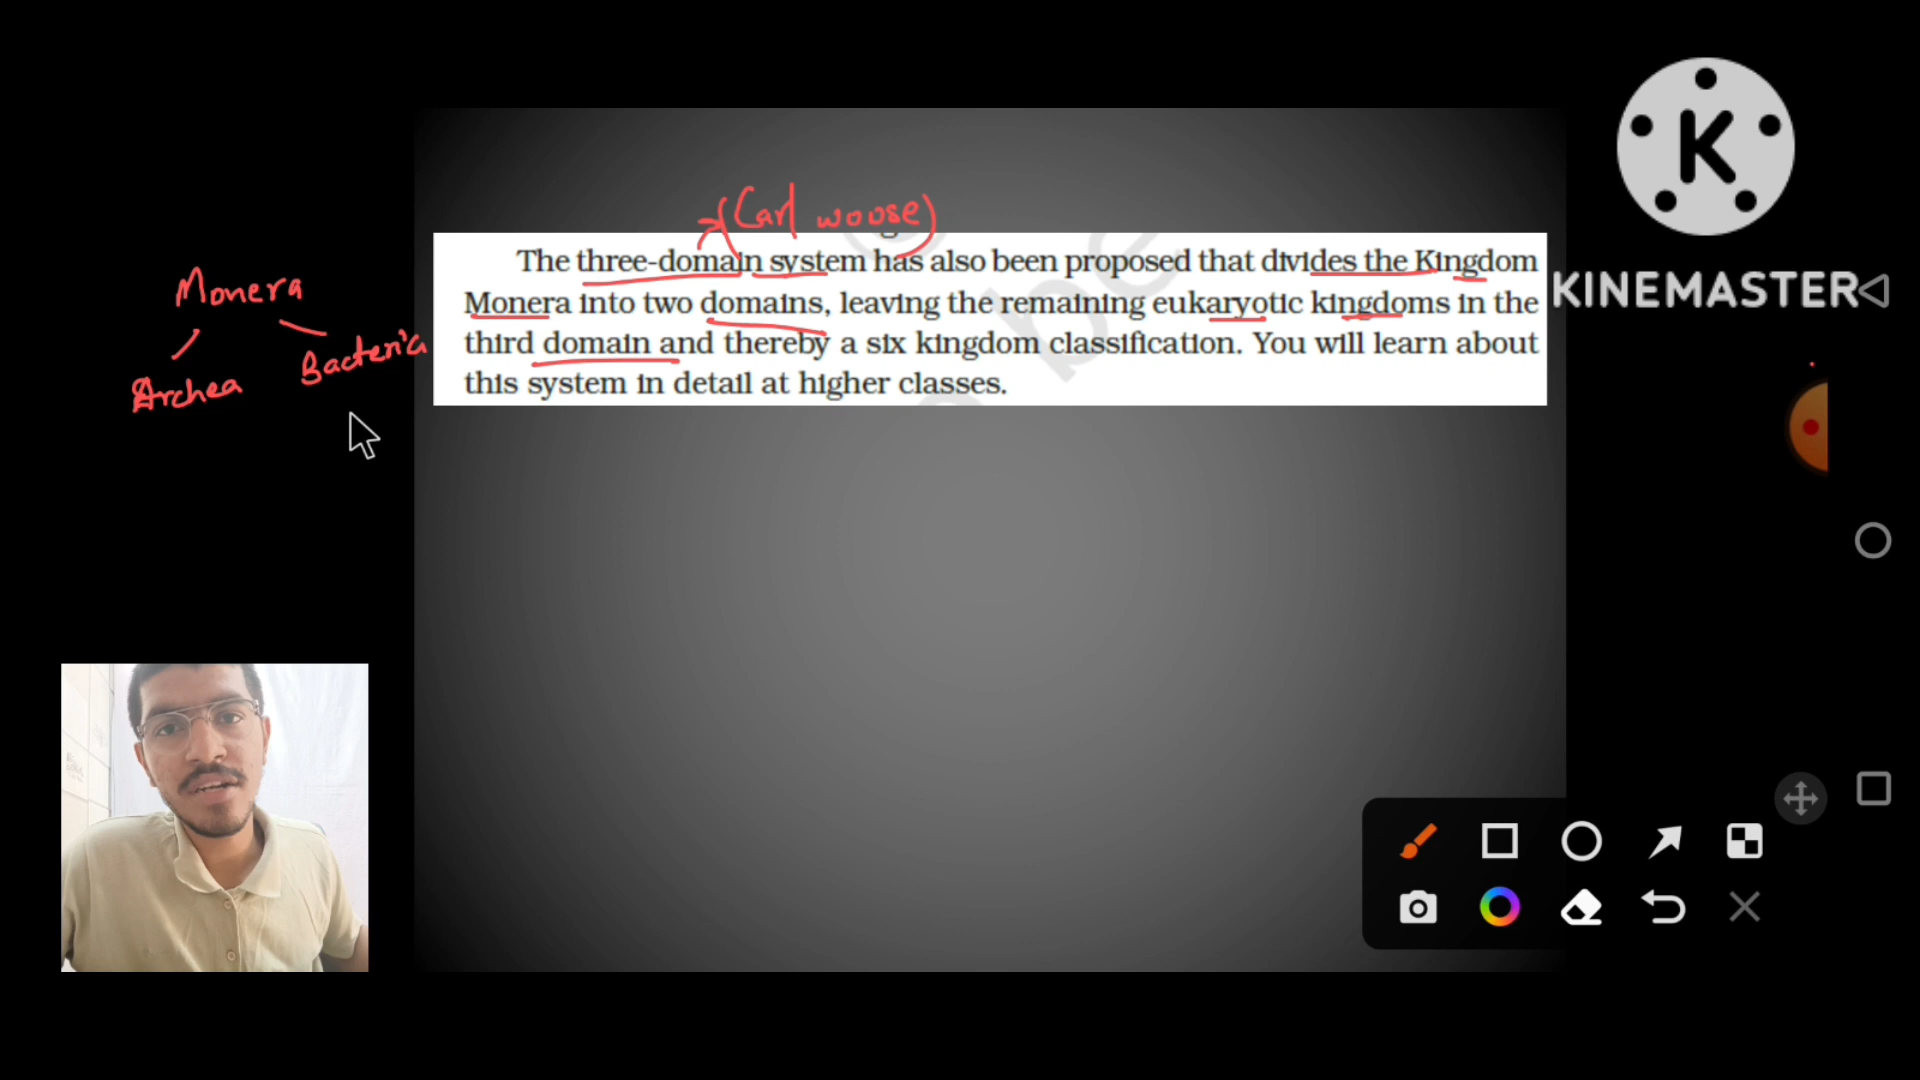 (Carl woose)
The three-domain system has also been proposed that divides the Kingdom
Monera into two domains, leaving the remaining eukaryotic kingdoms in the
third domain and thereby a six kingdom classification. You will learn about
this system in detail at higher classes.
Monera
Archea
Bacteria
K
KINEMASTER